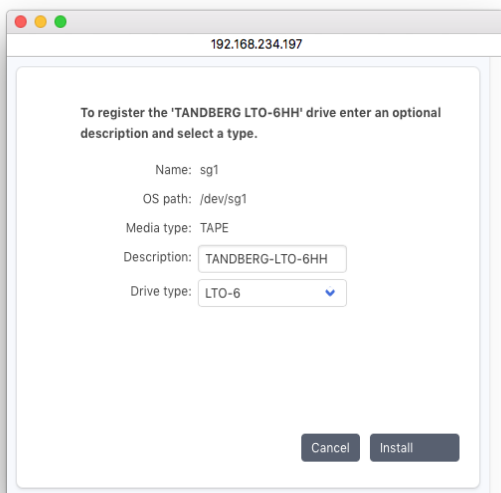 192.168.234.197
To register the 'TANDBERG LTO-6HH' drive enter an optional
description and select a type.
Name: sg1
OS path: /dev/sg1
Media type: TAPE
Description: TANDBERG-LTO-6HH
Drive type: LTO-6
Cancel Install